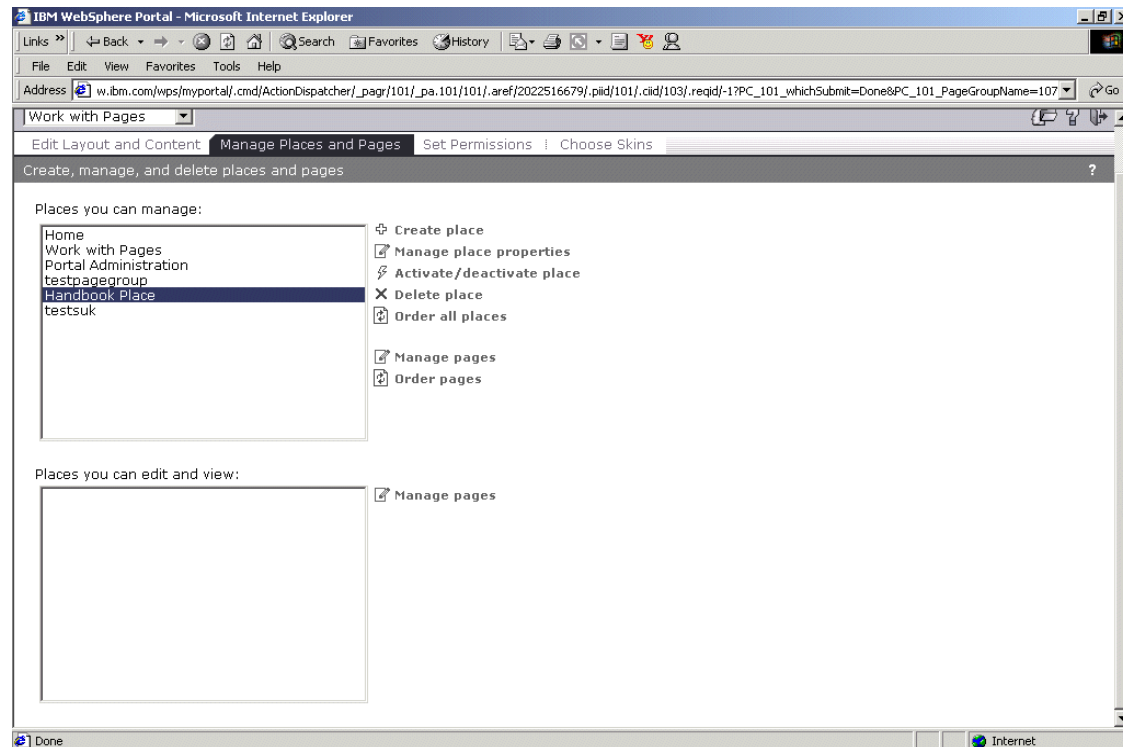 IBM WebSphere Portal - Microsoft Internet Explorer
Links » Back Search Favorites History
File Edit View Favorites Tools Help
Address w.ibm.com/wps/myportal/.cmd/ActionDispatcher/_pagr/101/_pa.101/101/.aref/2022516679/.piid/101/.ciid/103/.reqid/-1?PC_101_whichSubmit=Done&PC_101_PageGroupName=107 Go
Work with Pages ?
Edit Layout and Content Manage Places and Pages Set Permissions Choose Skins
Create, manage, and delete places and pages ?
Places you can manage:
Home
Work with Pages
Portal Administration
testpagegroup
Handbook Place
testsuk
Create place
Manage place properties
Activate/deactivate place
Delete place
Order all places
Manage pages
Order pages
Places you can edit and view:
Manage pages
Done Internet